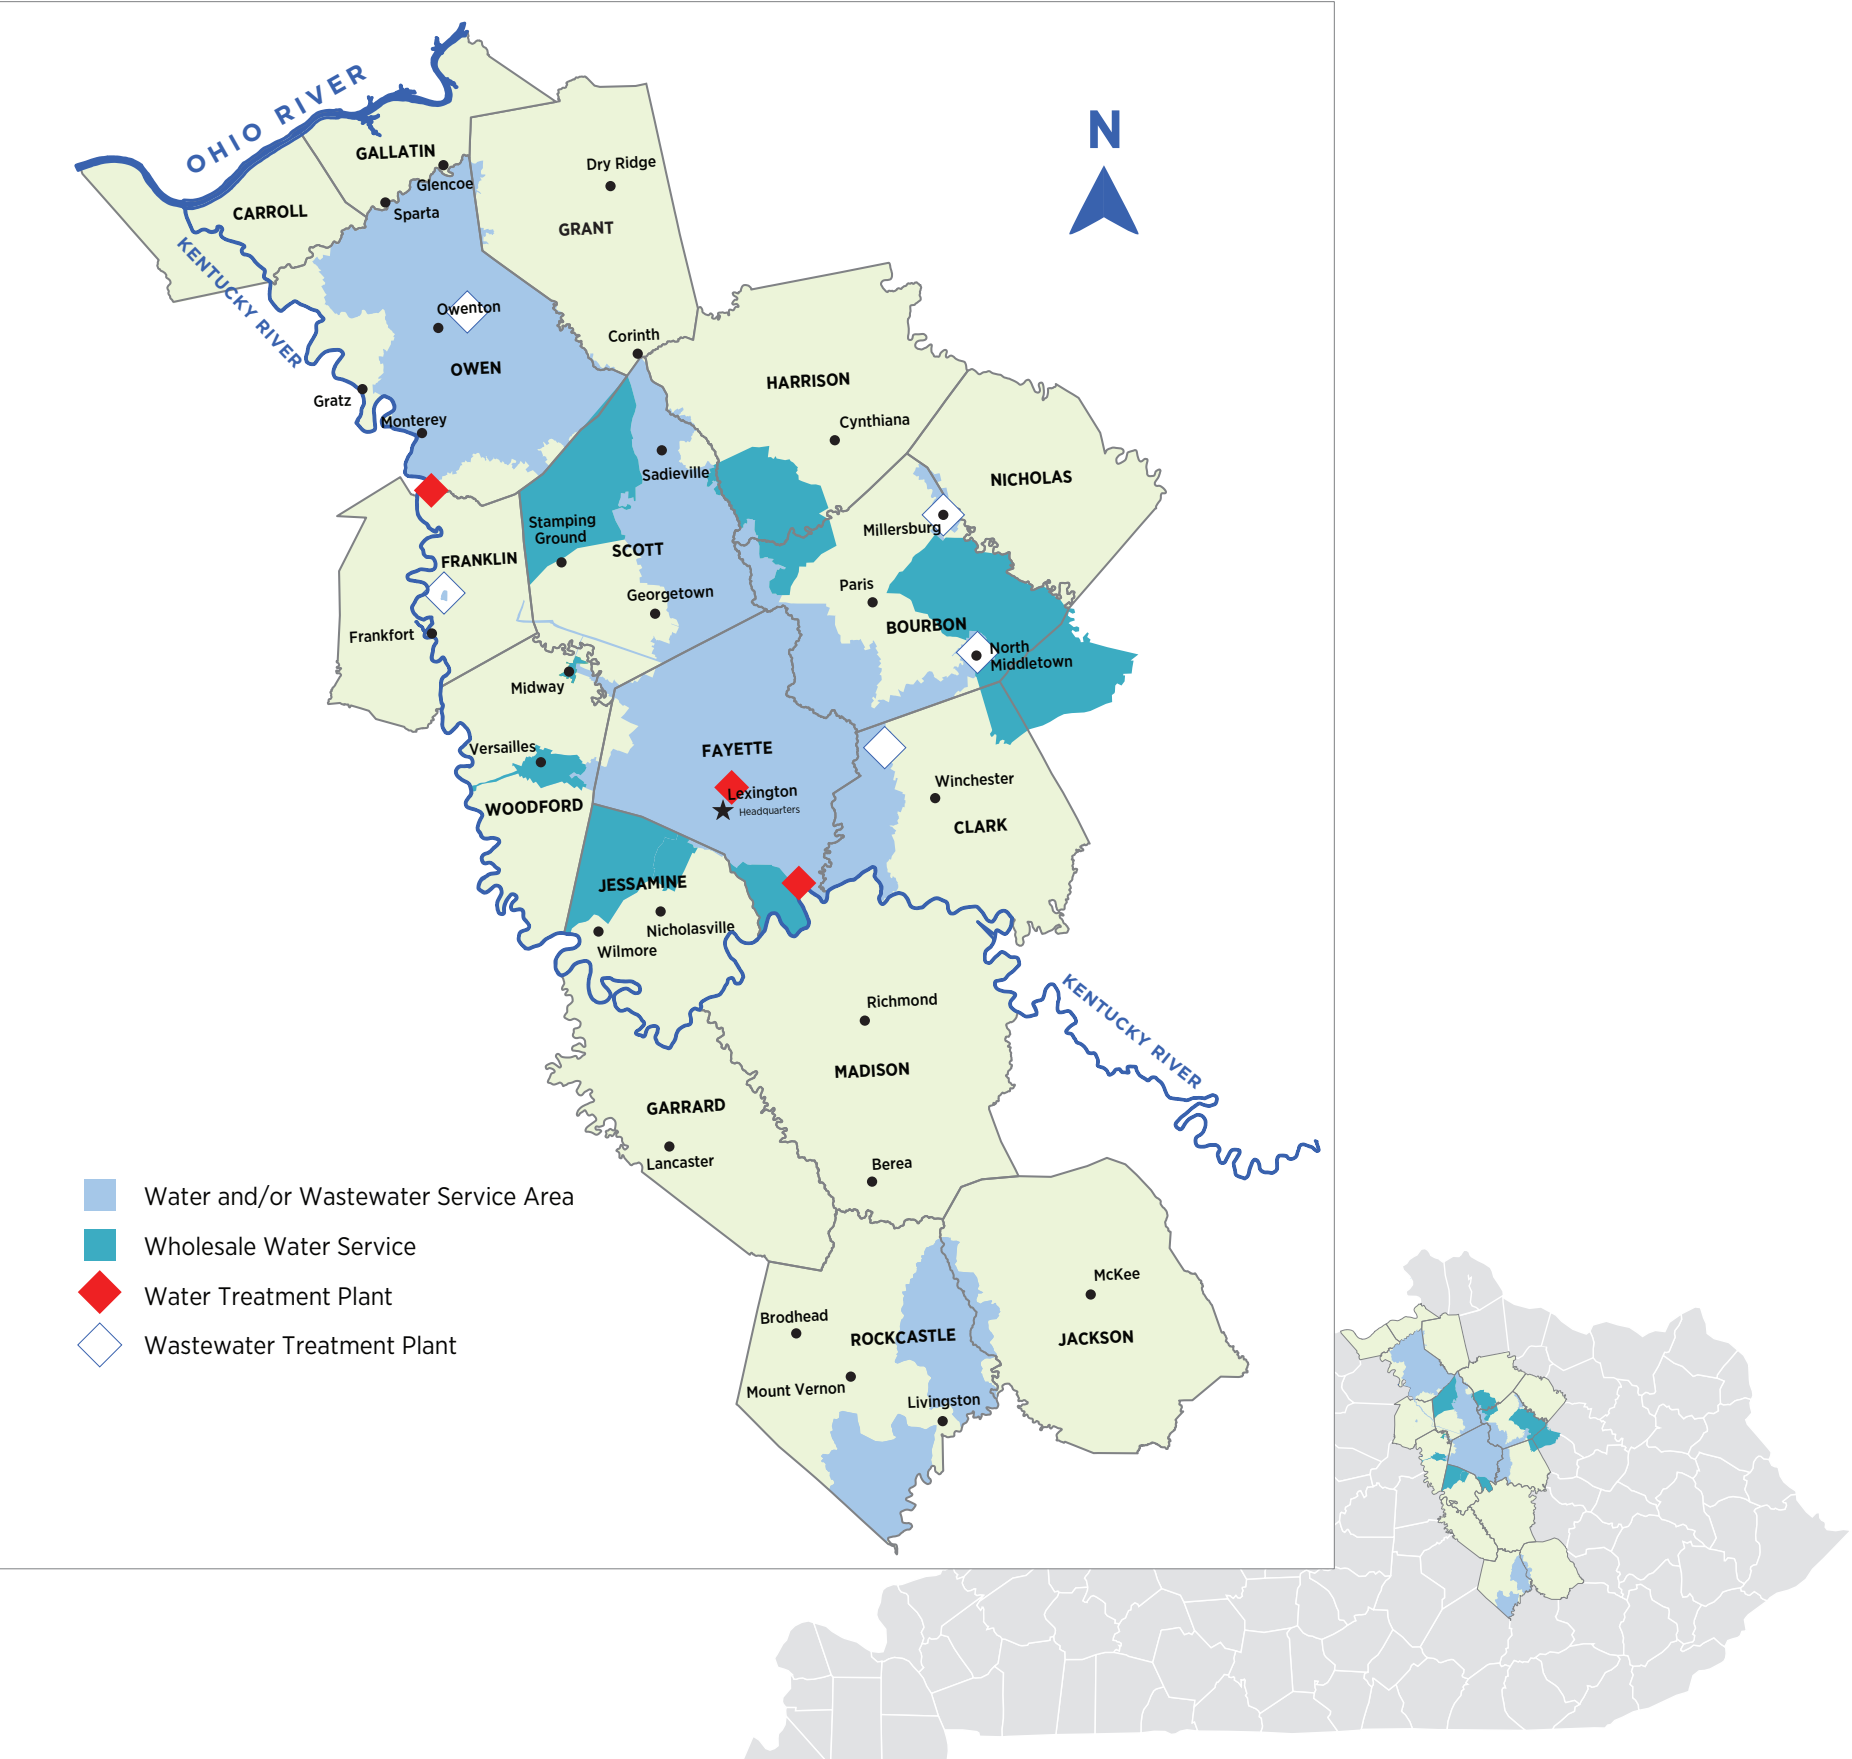 OHIO RIVER
N
GALLATIN
Glencoe
Dry Ridge
CARROLL
Sparta
GRANT
KENTUCKY RIVER
Owenton
Corinth
OWEN
HARRISON
Gratz
Monterey
Cynthiana
Sadieville
NICHOLAS
Stamping
Ground
SCOTT
Millersburg
FRANKLIN
Georgetown
Paris
BOURBON
Frankfort
North
Middletown
Midway
Versailles
FAYETTE
Lexington
Headquarters
Winchester
WOODFORD
CLARK
JESSAMINE
Nicholasville
Wilmore
Richmond
KENTUCKY RIVER
MADISON
GARRARD
Lancaster
Berea
Water and/or Wastewater Service Area
Wholesale Water Service
Water Treatment Plant
Wastewater Treatment Plant
McKee
Brodhead
ROCKCASTLE
JACKSON
Mount Vernon
Livingston